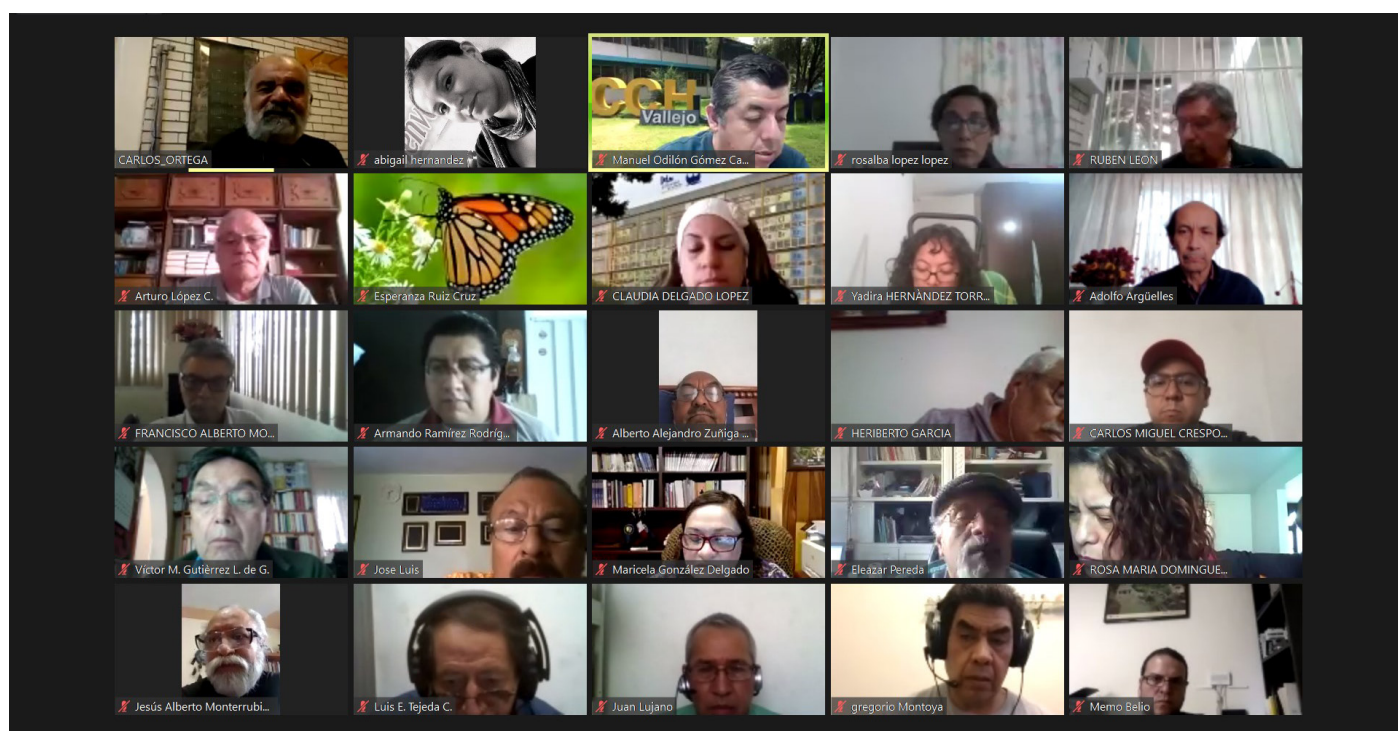 CARLOS_ORTEGA
abigail hernandez
CCH
Vallejo
Manuel Odilón Gómez Ca...
rosalba lopez lopez
RUBEN LEON
Arturo López C.
Esperanza Ruiz Cruz
CLAUDIA DELGADO LOPEZ
Yadira HERNÀNDEZ TORR...
Adolfo Argüelles
FRANCISCO ALBERTO MO...
Armando Ramírez Rodríg...
Alberto Alejandro Zuñiga ...
HERIBERTO GARCIA
CARLOS MIGUEL CRESPO...
Víctor M. Gutièrrez L. de G.
Jose Luis
Maricela González Delgado
Eleazar Pereda
ROSA MARIA DOMINGUE...
Jesús Alberto Monterrubi...
Luis E. Tejeda C.
Juan Lujano
gregorio Montoya
Memo Belio